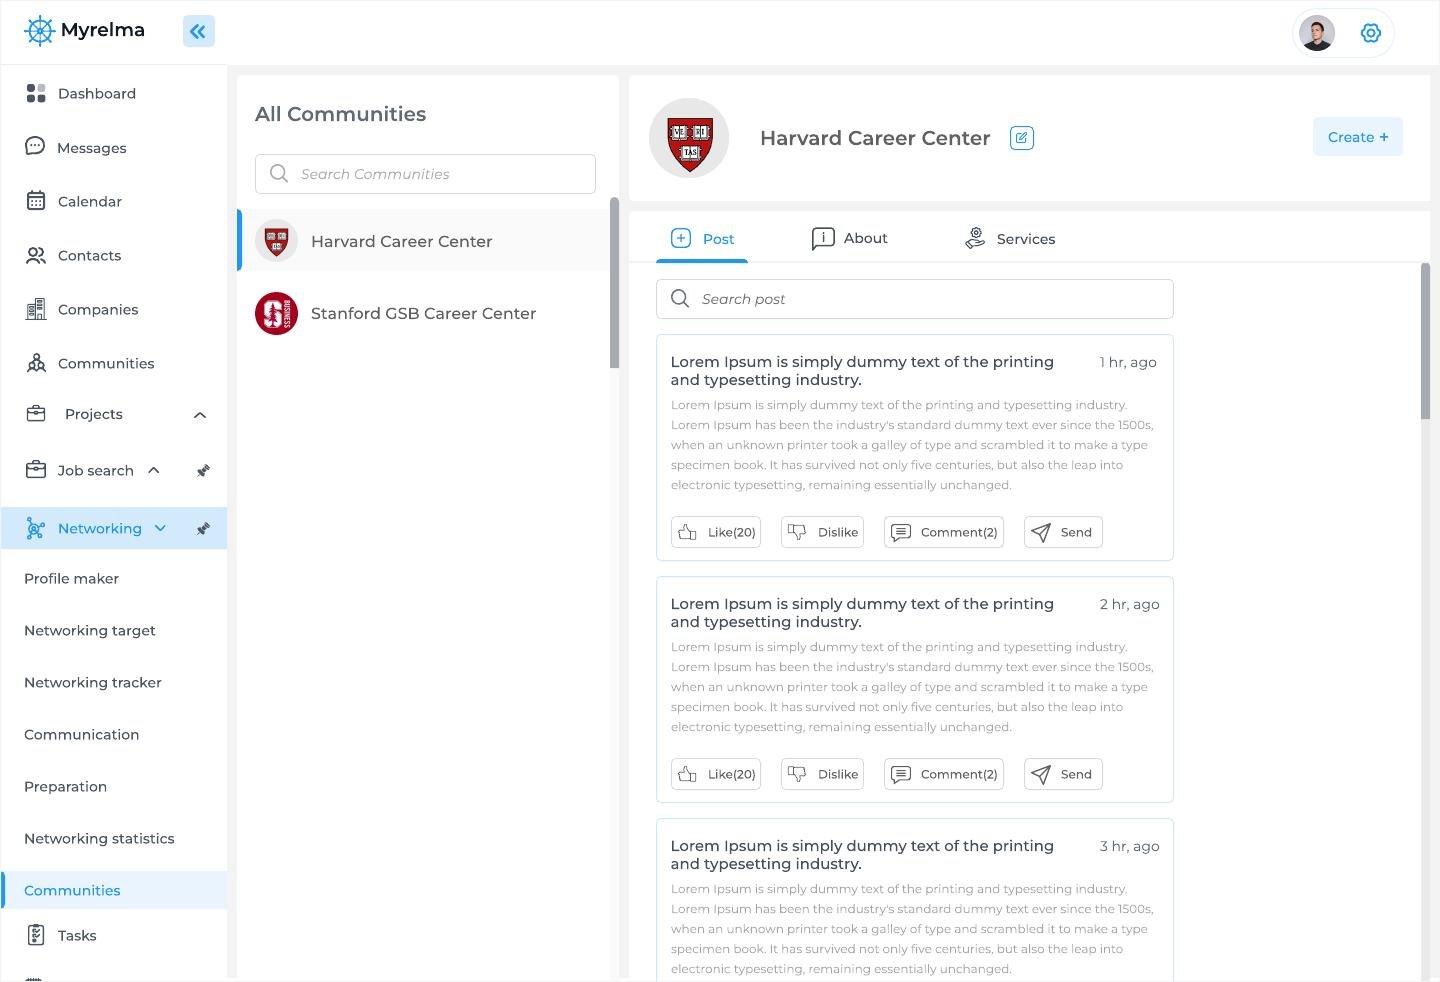 Myrelma
Dashboard
Messages
Calendar
Contacts
Companies
Communities
Projects
Job search
Networking
Profile maker
Networking target
Networking tracker
Communication
Preparation
Networking statistics
Communities
Tasks
All Communities
Search Communities
Harvard Career Center
Stanford GSB Career Center
BUSINESS
VE RI
TAS
Harvard Career Center
Create +
Post
About
Services
Search post
Lorem Ipsum is simply dummy text of the printing
and typesetting industry.
1 hr, ago
Lorem Ipsum is simply dummy text of the printing and typesetting industry.
Lorem Ipsum has been the industry's standard dummy text ever since the 1500s,
when an unknown printer took a galley of type and scrambled it to make a type
specimen book. It has survived not only five centuries, but also the leap into
electronic typesetting, remaining essentially unchanged.
Like(20)
Dislike
Comment(2)
Send
Lorem Ipsum is simply dummy text of the printing
and typesetting industry.
2 hr, ago
Lorem Ipsum is simply dummy text of the printing and typesetting industry.
Lorem Ipsum has been the industry's standard dummy text ever since the 1500s,
when an unknown printer took a galley of type and scrambled it to make a type
specimen book. It has survived not only five centuries, but also the leap into
electronic typesetting, remaining essentially unchanged.
Like(20)
Dislike
Comment(2)
Send
Lorem Ipsum is simply dummy text of the printing
and typesetting industry.
3 hr, ago
Lorem Ipsum is simply dummy text of the printing and typesetting industry.
Lorem Ipsum has been the industry's standard dummy text ever since the 1500s,
when an unknown printer took a galley of type and scrambled it to make a type
specimen book. It has survived not only five centuries, but also the leap into
electronic typesetting, remaining essentially unchanged.